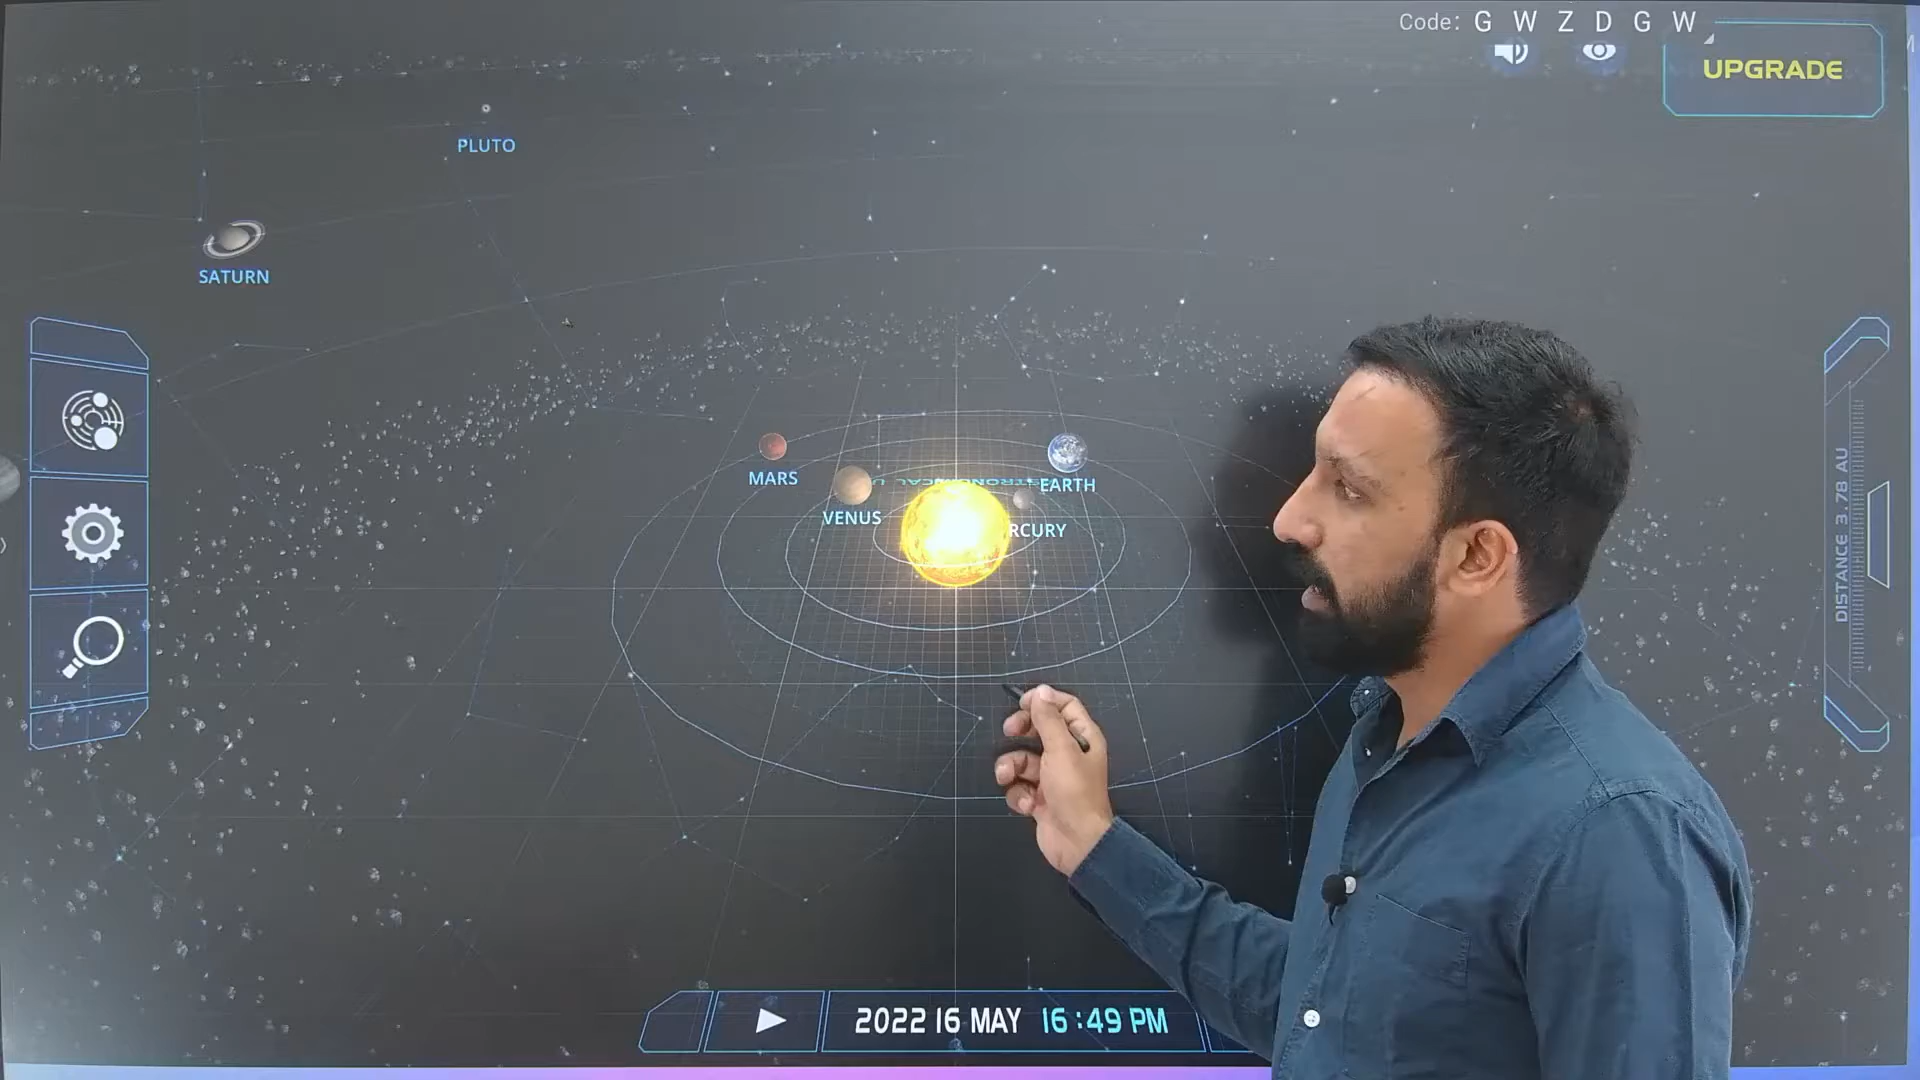 Code: G W Z D G W
UPGRADE
PLUTO
SATURN
MARS
EARTH
VENUS
RCURY
DISTANCE 3.78 AU
2022 16 MAY 16:49 PM